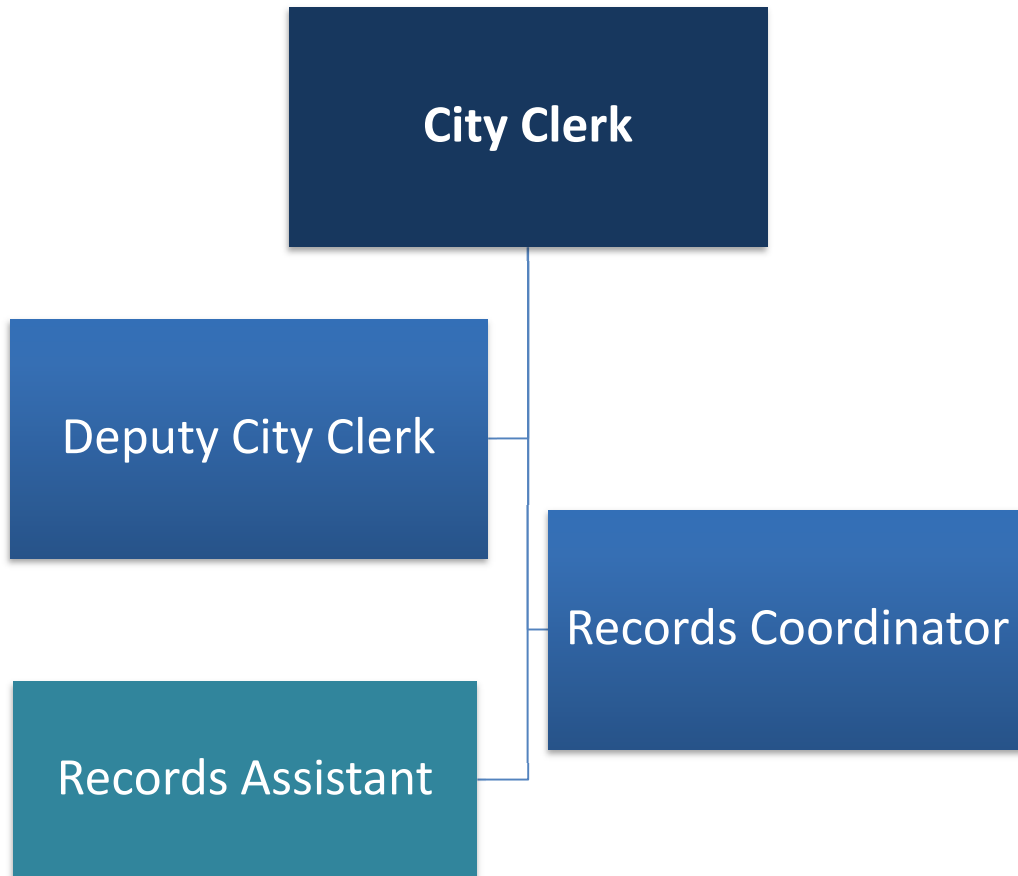 City Clerk
Deputy City Clerk
Records Coordinator
Records Assistant